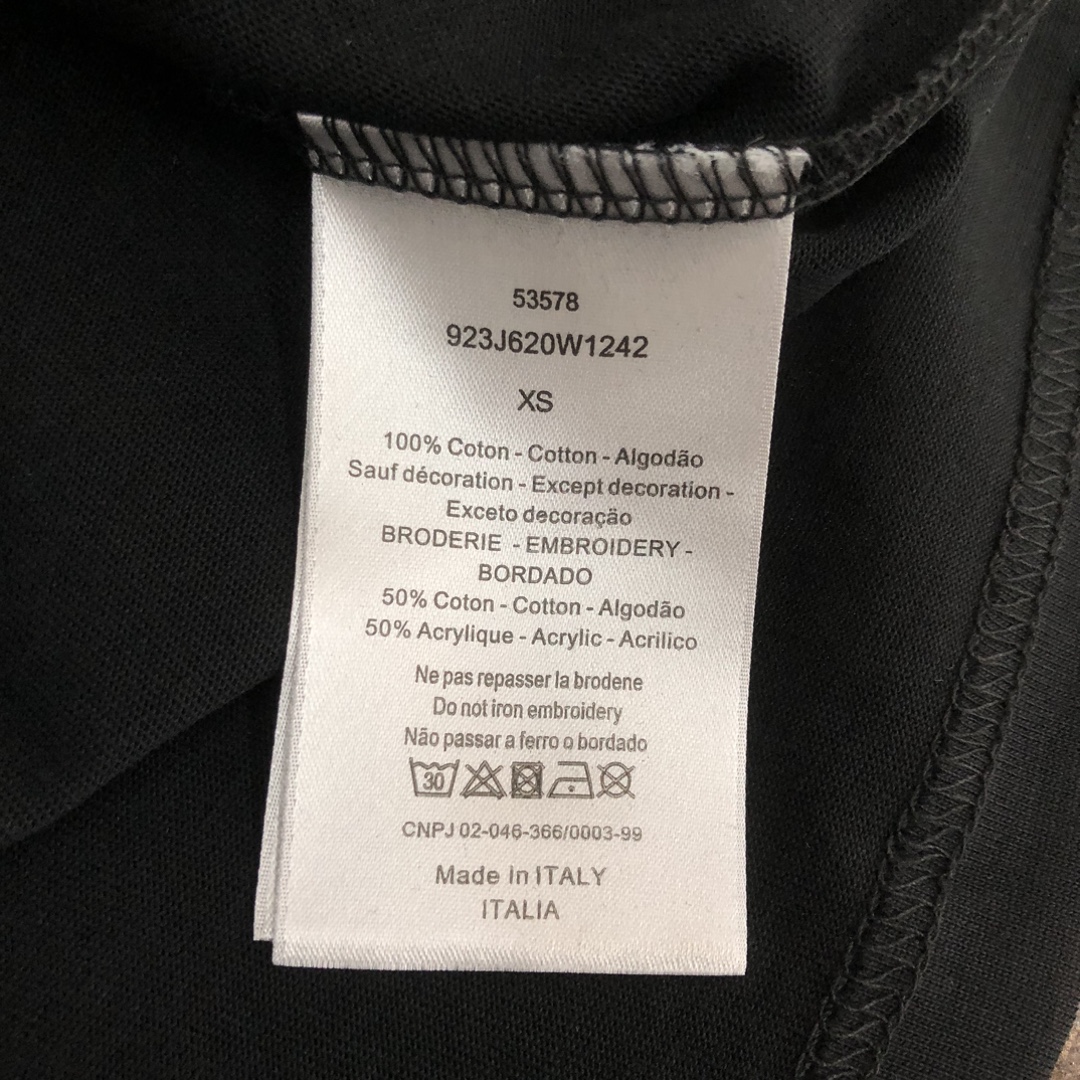 53578
923J620W1242
XS
100% Coton - Cotton - Algodão
Sauf décoration - Except decoration -
Exceto decoração
BRODERIE - EMBROIDERY -
BORDADO
50% Coton - Cotton - Algodão
50% Acrylique - Acrylic - Acrilico
Ne pas repasser la brodene
Do not iron embroidery
Não passar a ferro o bordado
30
CNPJ 02-046-366/0003-99
Made in ITALY
ITALIA